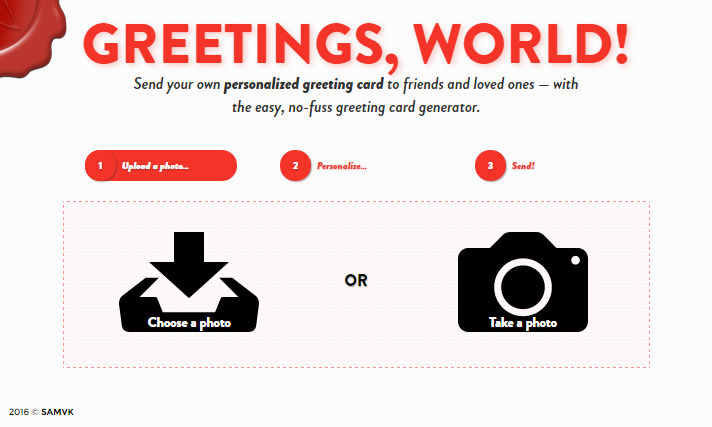 GREETINGS, WORLD!
Send your own personalized greeting card to friends and loved ones — with
the easy, no-fuss greeting card generator.
1 Upload a photo... 2 Personalize... 3 Send!
OR
Choose a photo Take a photo
2016 © SAMVK